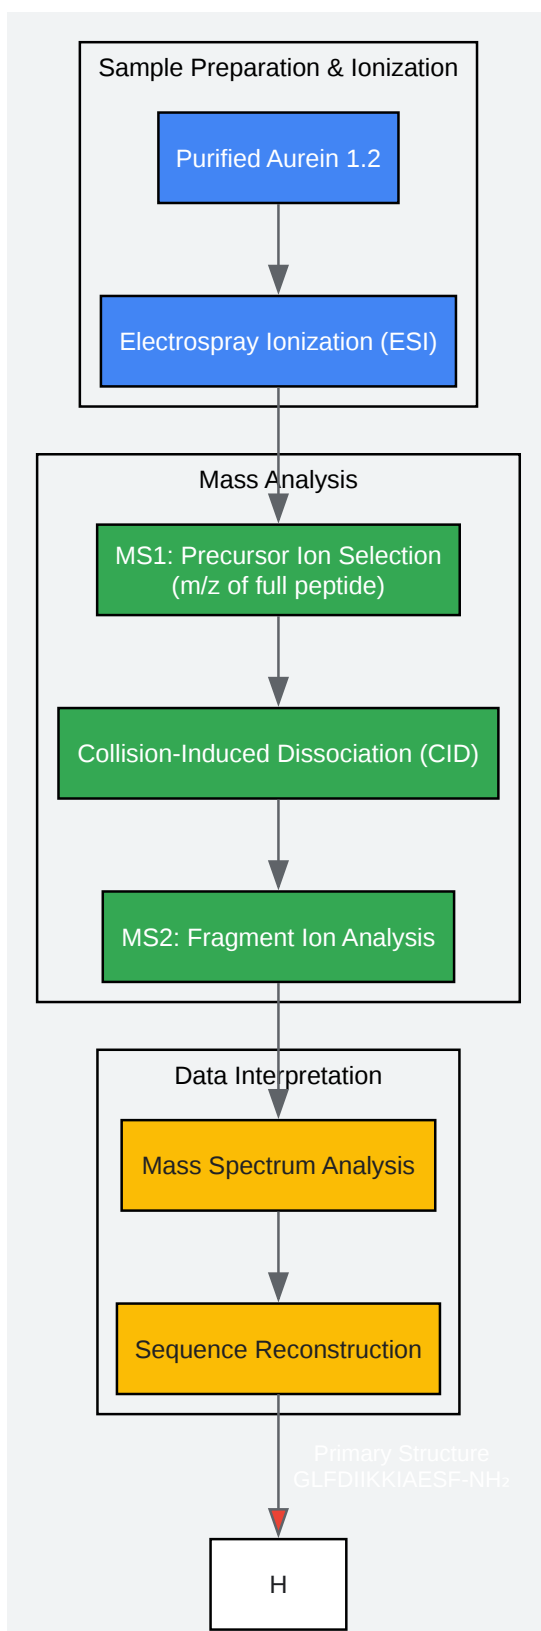 Sample Preparation & Ionization
Purified Aurein 1.2
Electrospray Ionization (ESI)
Mass Analysis
MS1: Precursor Ion Selection
(m/z of full peptide)
Collision-Induced Dissociation (CID)
MS2: Fragment Ion Analysis
Data Interpretation
Mass Spectrum Analysis
Sequence Reconstruction
Primary Structure
GLFDIIKKIAESF-NH₂
H